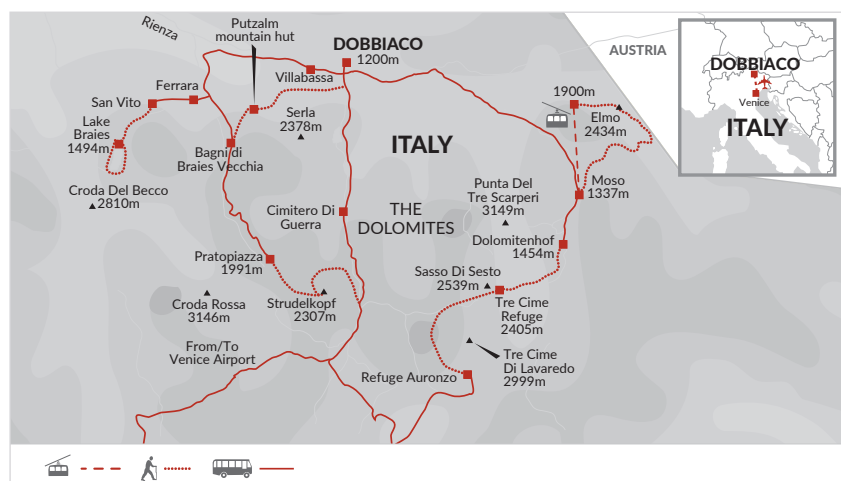 Rienza
Putzalm
mountain hut
DOBBIACO
1200m
AUSTRIA
Villabassa
Ferrara
San Vito
Lake
Braies
1494m
Serla
2378m
Bagni di
Braies Vecchia
ITALY
1900m
Elmo
2434m
Croda Del Becco
2810m
Cimitero Di
Guerra
THE
DOLOMITES
Punta Del
Tre Scarperi
3149m
Moso
1337m
Dolomitenhof
1454m
Pratopiazza
1991m
Sasso Di Sesto
2539m
Croda Rossa
3146m
Strudelkopf
2307m
Tre Cime
Refuge
2405m
From/To
Venice Airport
Tre Cime
Di Lavaredo
2999m
Refuge Auronzo
DOBBIACO
Venice
ITALY